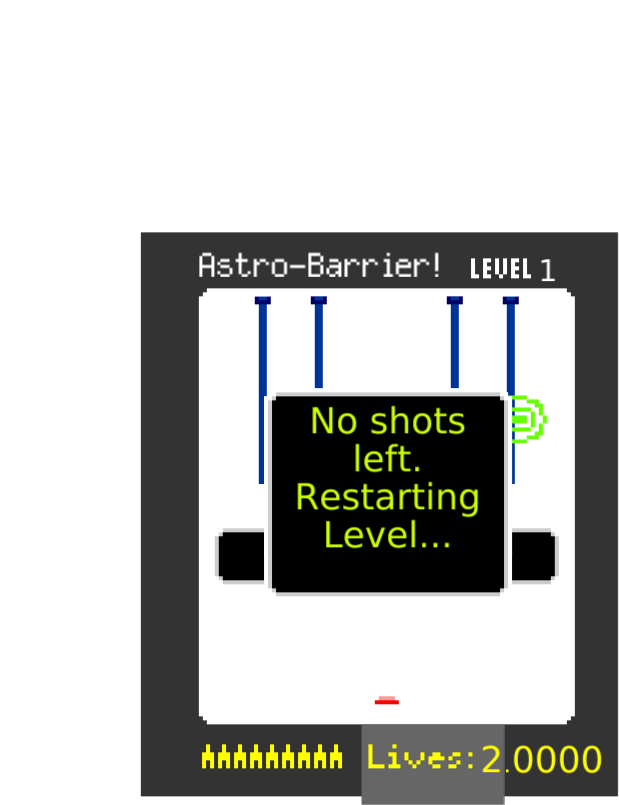 Astro-Barrier! LEVEL 1
No shots
left.
Restarting
Level...
Lives:2.0000